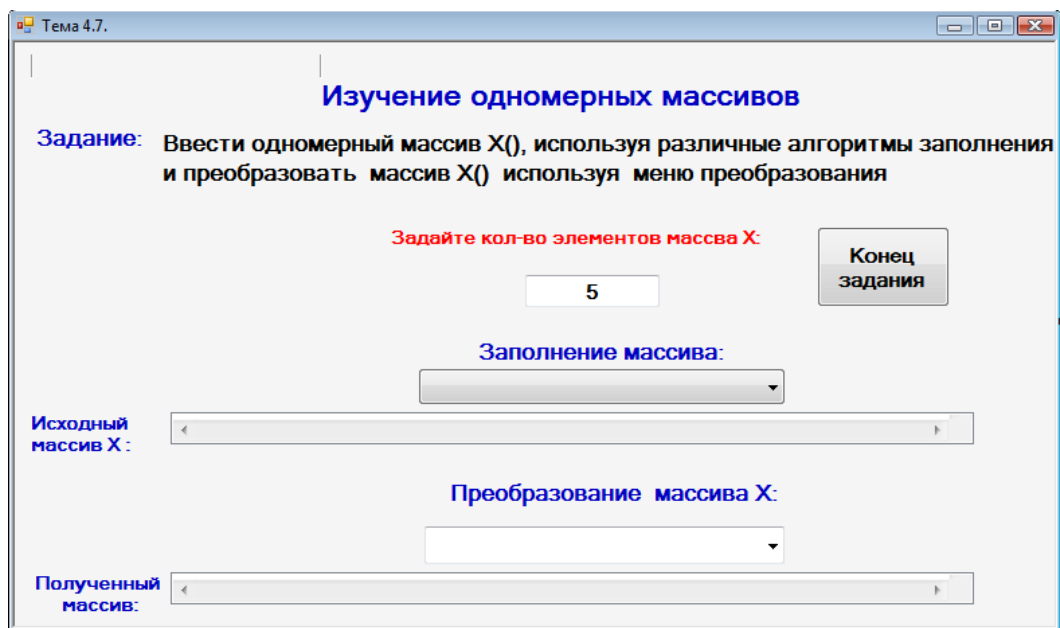 Тема 4.7.
Изучение одномерных массивов
Задание:
Ввести одномерный массив X(), используя различные алгоритмы заполнения
и преобразовать массив X() используя меню преобразования
Задайте кол-во элементов массва X:
Конец
задания
5
Заполнение массива:
Исходный
массив X :
Преобразование массива X:
Полученный
массив: